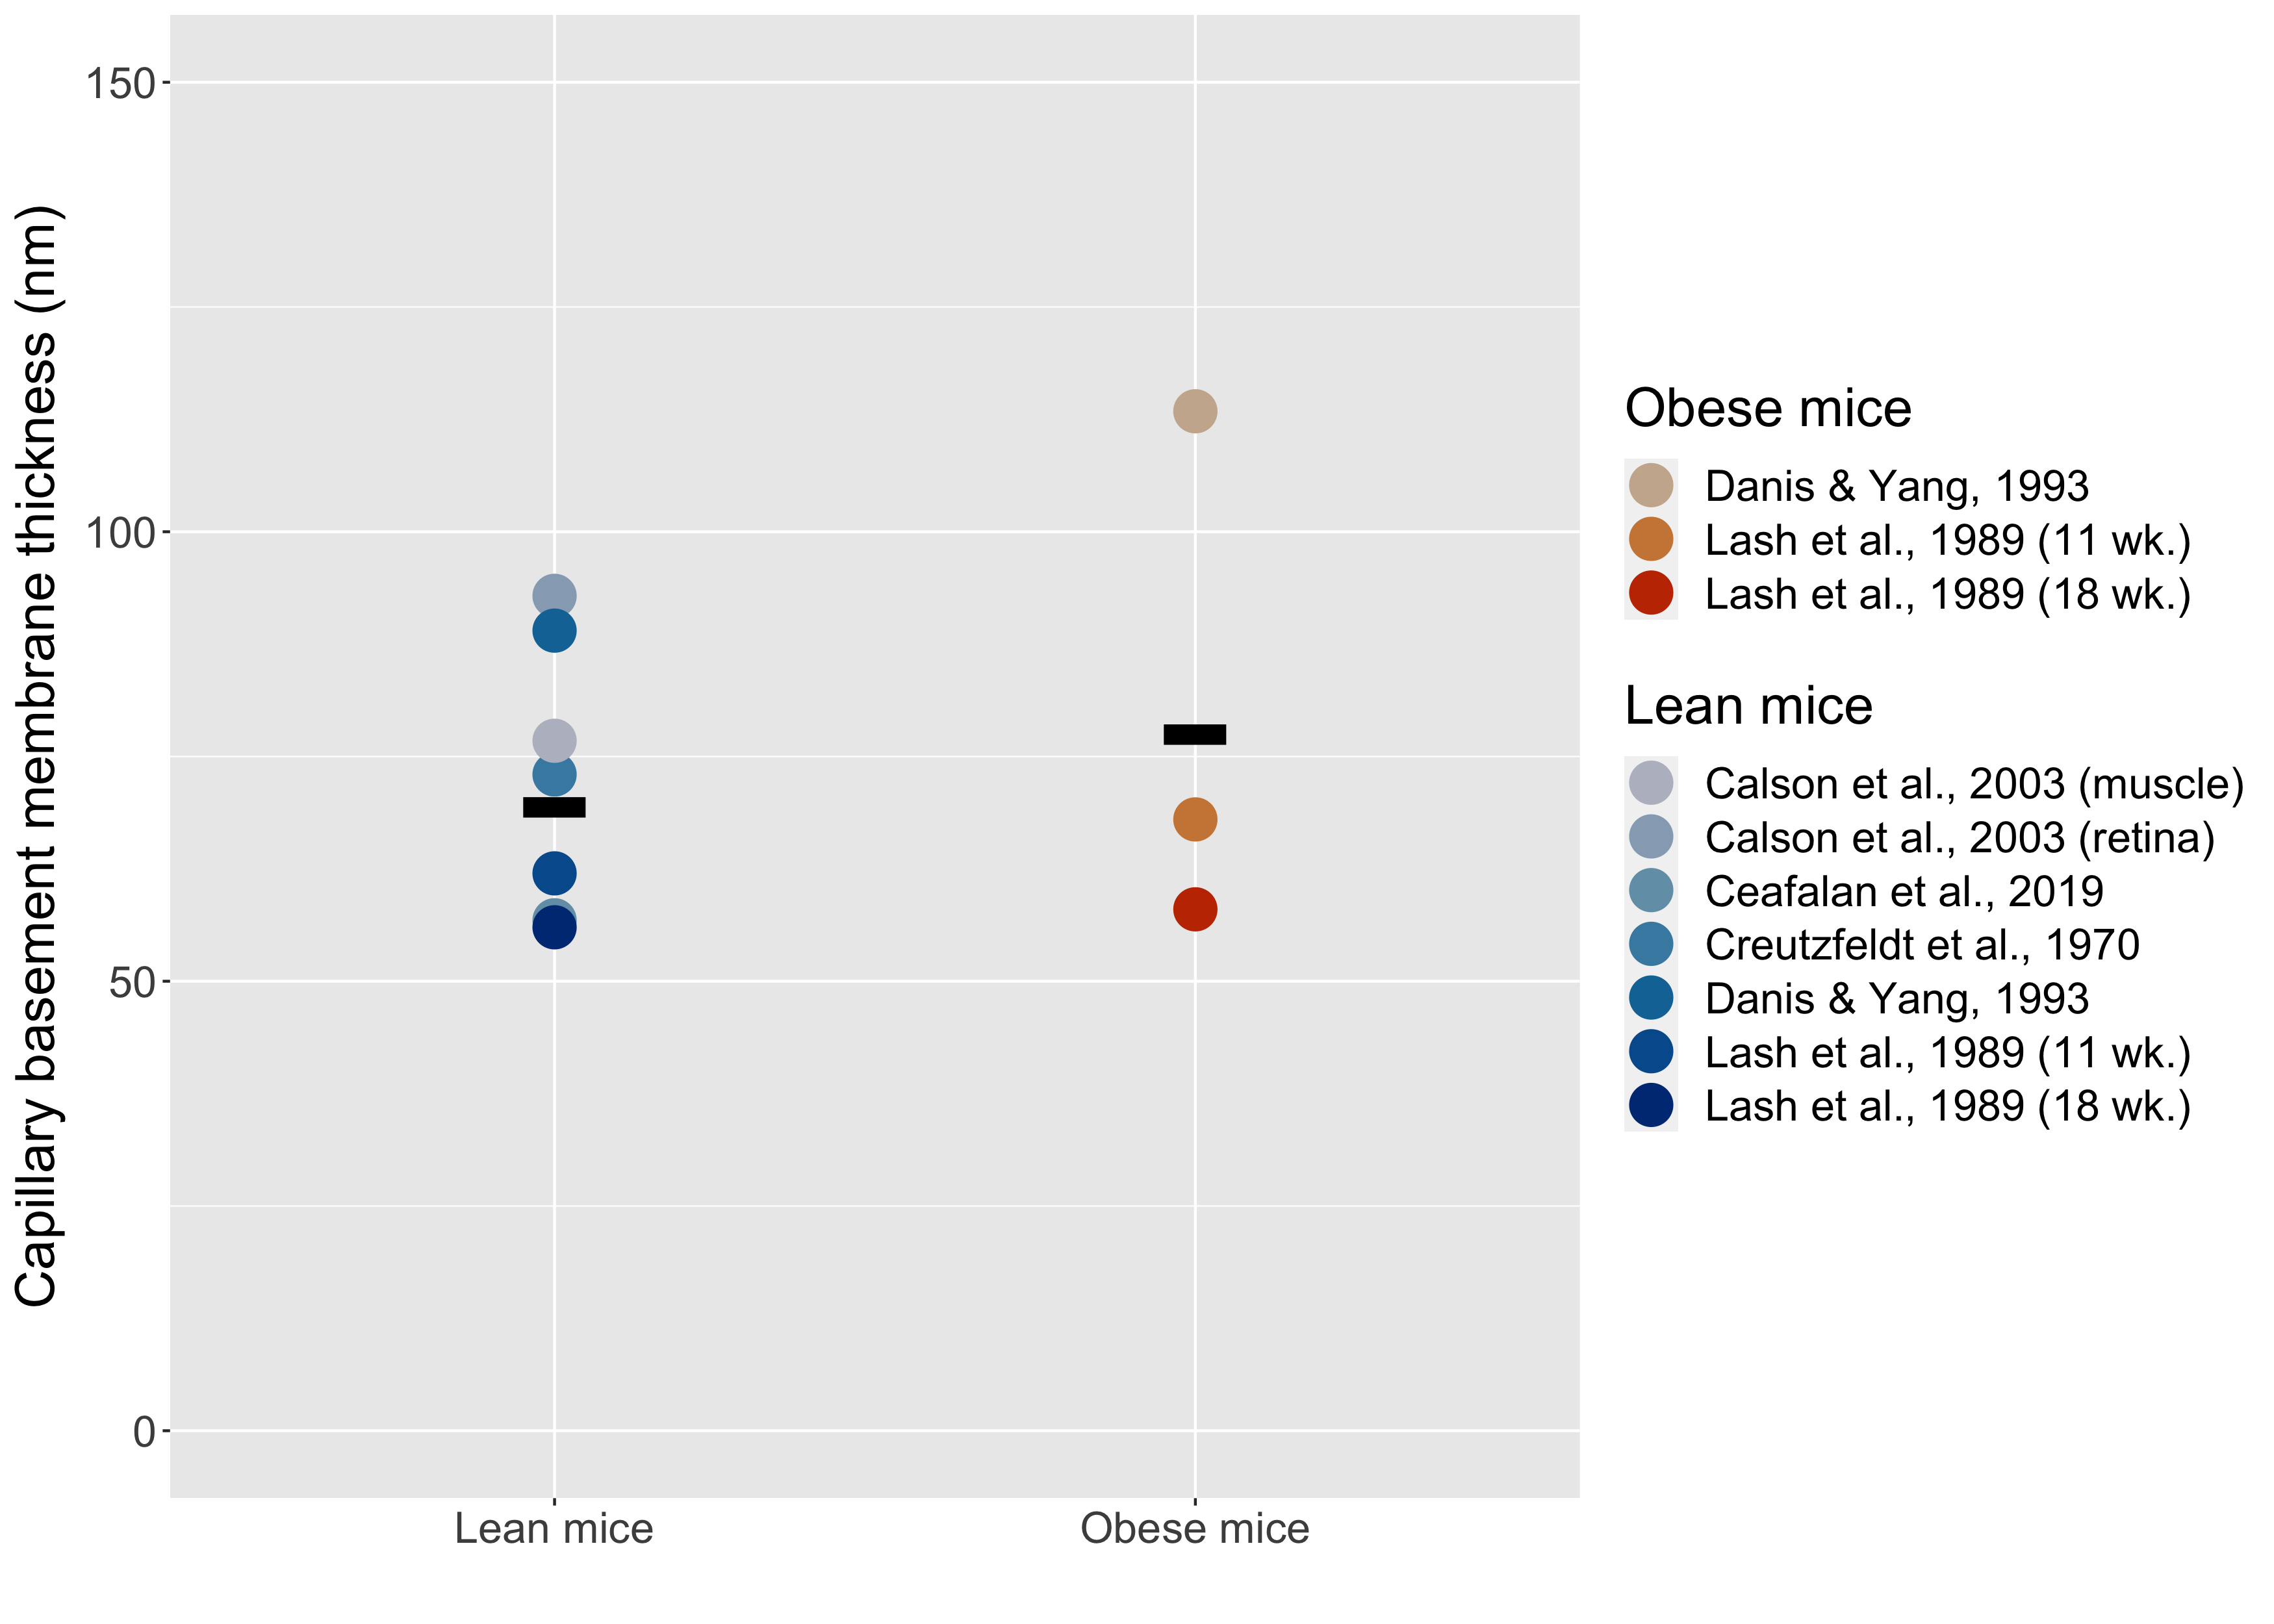 Capillary basement membrane thickness (nm)
150
100
50
0
Lean mice
Obese mice
Obese mice
Danis & Yang, 1993
Lash et al., 1989 (11 wk.)
Lash et al., 1989 (18 wk.)
Lean mice
Calson et al., 2003 (muscle)
Calson et al., 2003 (retina)
Ceafalan et al., 2019
Creutzfeldt et al., 1970
Danis & Yang, 1993
Lash et al., 1989 (11 wk.)
Lash et al., 1989 (18 wk.)